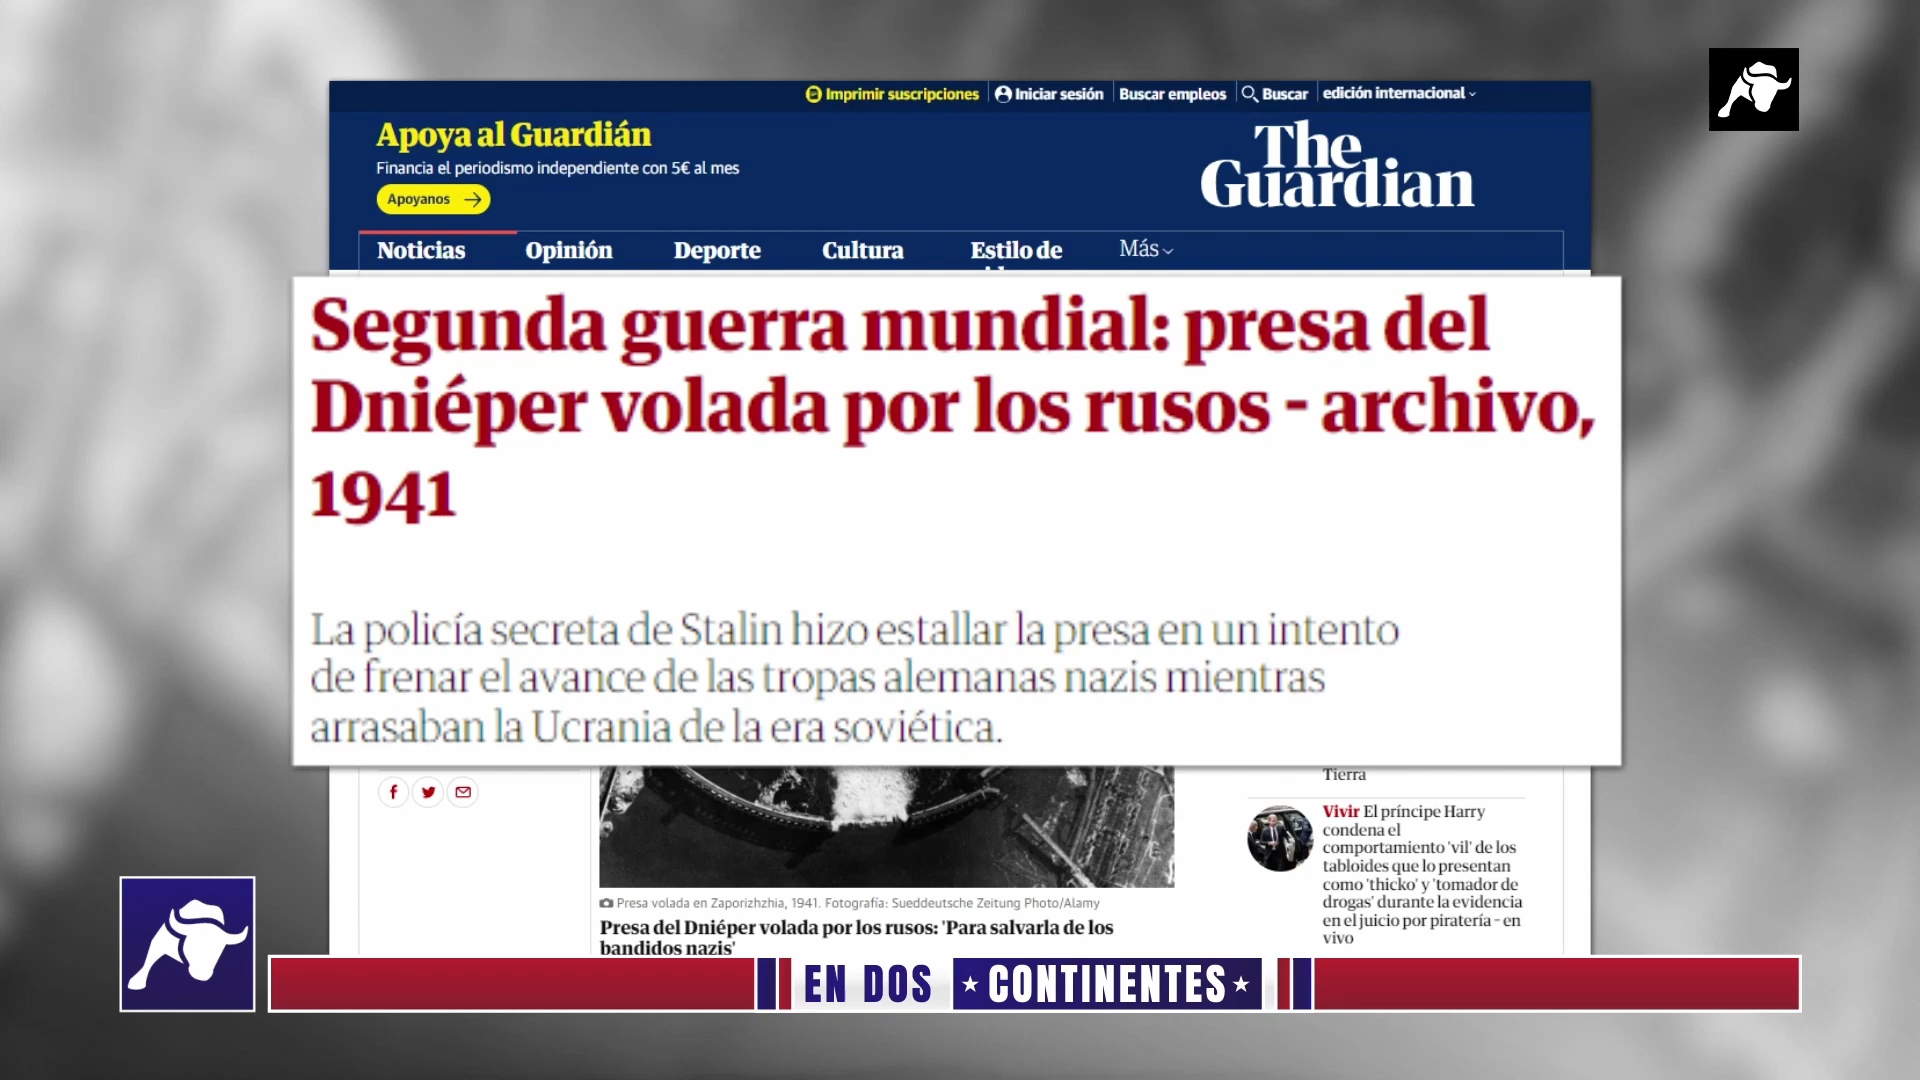 Imprimir suscripciones
Iniciar sesión
Buscar empleos
Buscar
edición internacional
Apoya al Guardián
Financia el periodismo independiente con 5€ al mes
Apoyanos
The
Guardian
Noticias
Opinión
Deporte
Cultura
Estilo de
Más
Segunda guerra mundial: presa del
Dniéper volada por los rusos - archivo,
1941
La policía secreta de Stalin hizo estallar la presa en un intento
de frenar el avance de las tropas alemanas nazis mientras
arrasaban la Ucrania de la era soviética.
Presa volada en Zaporizhzhia, 1941. Fotografía: Sueddeutsche Zeitung Photo/Alamy
Presa del Dniéper volada por los rusos: 'Para salvarla de los
bandidos nazis'
Tierra
Vivir El príncipe Harry
condena el
comportamiento 'vil' de los
tabloides que lo presentan
como 'thicko' y 'tomador de
drogas' durante la evidencia
en el juicio por piratería - en
vivo
EN DOS CONTINENTES